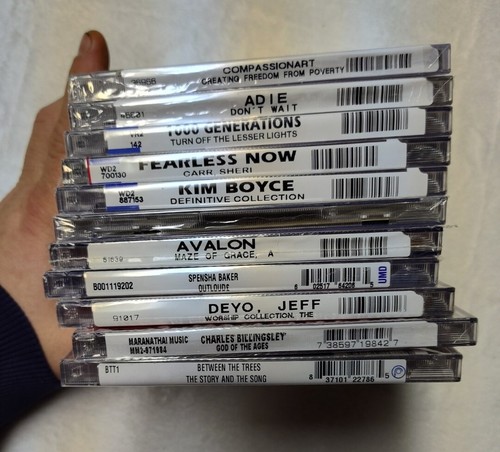 COMPASSIONART
CREATING FREEDOM FROM POVERTY
ADIE
DON'T WAIT
142
1000 GENERATIONS
TURN OFF THE LESSER LIGHTS
WD2
700130
FEARLESS NOW
CARR, SHERI
WD2
887153
KIM BOYCE
DEFINITIVE COLLECTION
AVALON
MAZE OF GRACE, A
B001119202
SPENSHA BAKER
OUTLOUDE
UMD
91017
DEYO, JEFF
WORSHIP COLLECTION, THE
MARANATHA! MUSIC
CHARLES BILLINGSLEY
GOD OF THE AGES
7 38597 19842 7
BTT1
BETWEEN THE TREES
THE STORY AND THE SONG
8 37101 22786 5